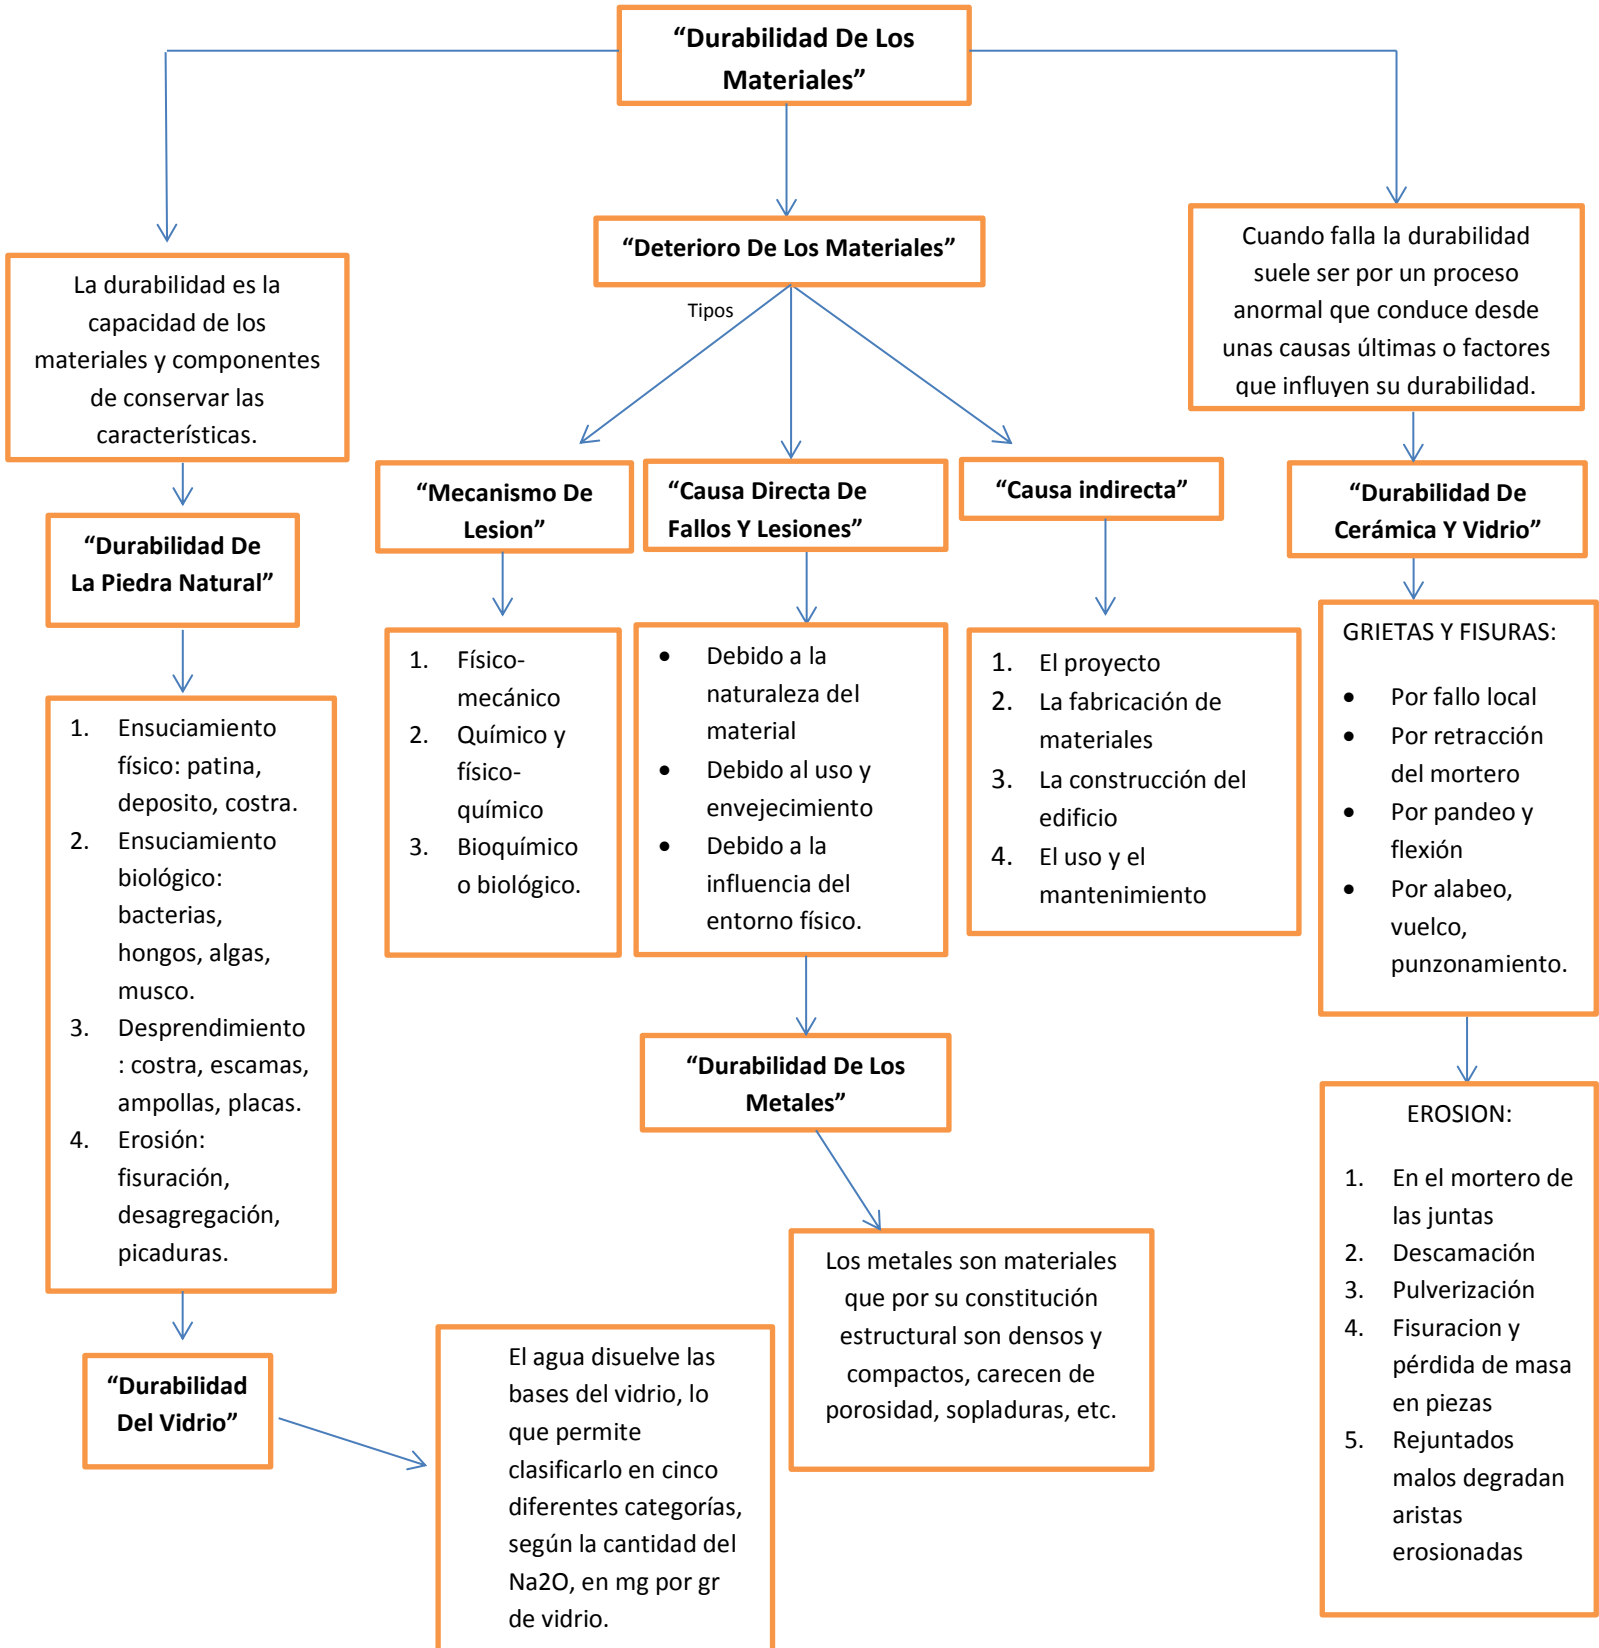 “Durabilidad De Los
Materiales”
La durabilidad es la
capacidad de los
materiales y componentes
de conservar las
características.
“Deterioro De Los Materiales”
Tipos
Cuando falla la durabilidad
suele ser por un proceso
anormal que conduce desde
unas causas últimas o factores
que influyen su durabilidad.
“Mecanismo De
Lesion”
“Causa Directa De
Fallos Y Lesiones”
“Causa indirecta”
“Durabilidad De
Cerámica Y Vidrio”
“Durabilidad De
La Piedra Natural”
1. Ensuciamiento
físico: patina,
deposito, costra.
2. Ensuciamiento
biológico:
bacterias,
hongos, algas,
musco.
3. Desprendimiento
: costra, escamas,
ampollas, placas.
4. Erosión:
fisuración,
desagregación,
picaduras.
1. Físico-
mecánico
2. Químico y
físico-
químico
3. Bioquímico
o biológico.
• Debido a la
naturaleza del
material
• Debido al uso y
envejecimiento
• Debido a la
influencia del
entorno físico.
1. El proyecto
2. La fabricación de
materiales
3. La construcción del
edificio
4. El uso y el
mantenimiento
GRIETAS Y FISURAS:
• Por fallo local
• Por retracción
del mortero
• Por pandeo y
flexión
• Por alabeo,
vuelco,
punzonamiento.
“Durabilidad De Los
Metales”
EROSION:
1. En el mortero de
las juntas
2. Descamación
3. Pulverización
4. Fisuracion y
pérdida de masa
en piezas
5. Rejuntados
malos degradan
aristas
erosionadas
Los metales son materiales
que por su constitución
estructural son densos y
compactos, carecen de
porosidad, sopladuras, etc.
“Durabilidad
Del Vidrio”
El agua disuelve las
bases del vidrio, lo
que permite
clasificarlo en cinco
diferentes categorías,
según la cantidad del
Na2O, en mg por gr
de vidrio.